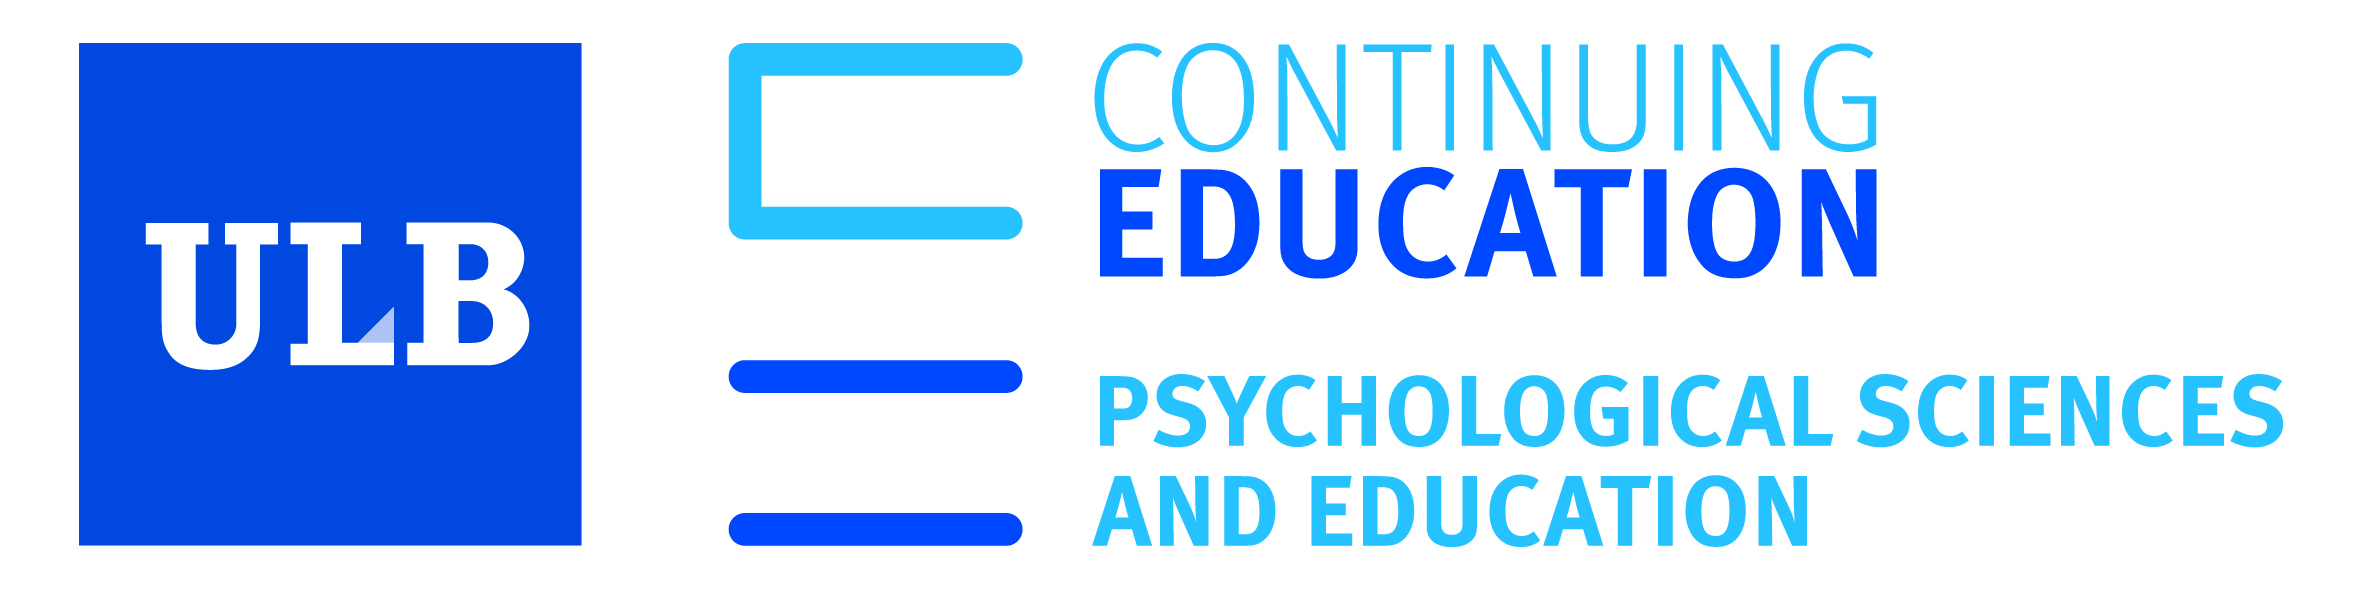 ULB
CONTINUING
EDUCATION
PSYCHOLOGICAL SCIENCES
AND EDUCATION